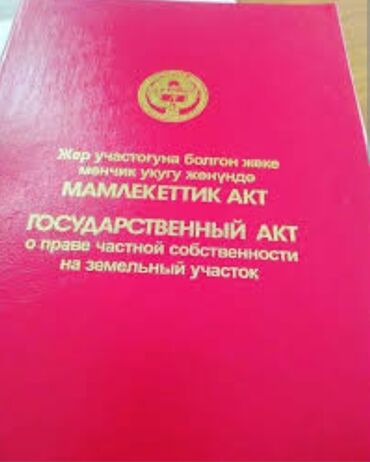 Жер участогуна болгон жеке
менчик укугу жөнүндө
МАМЛЕКЕТТИК АКТ
ГОСУДАРСТВЕННЫЙ АКТ
о праве частной собственности
на земельный участок